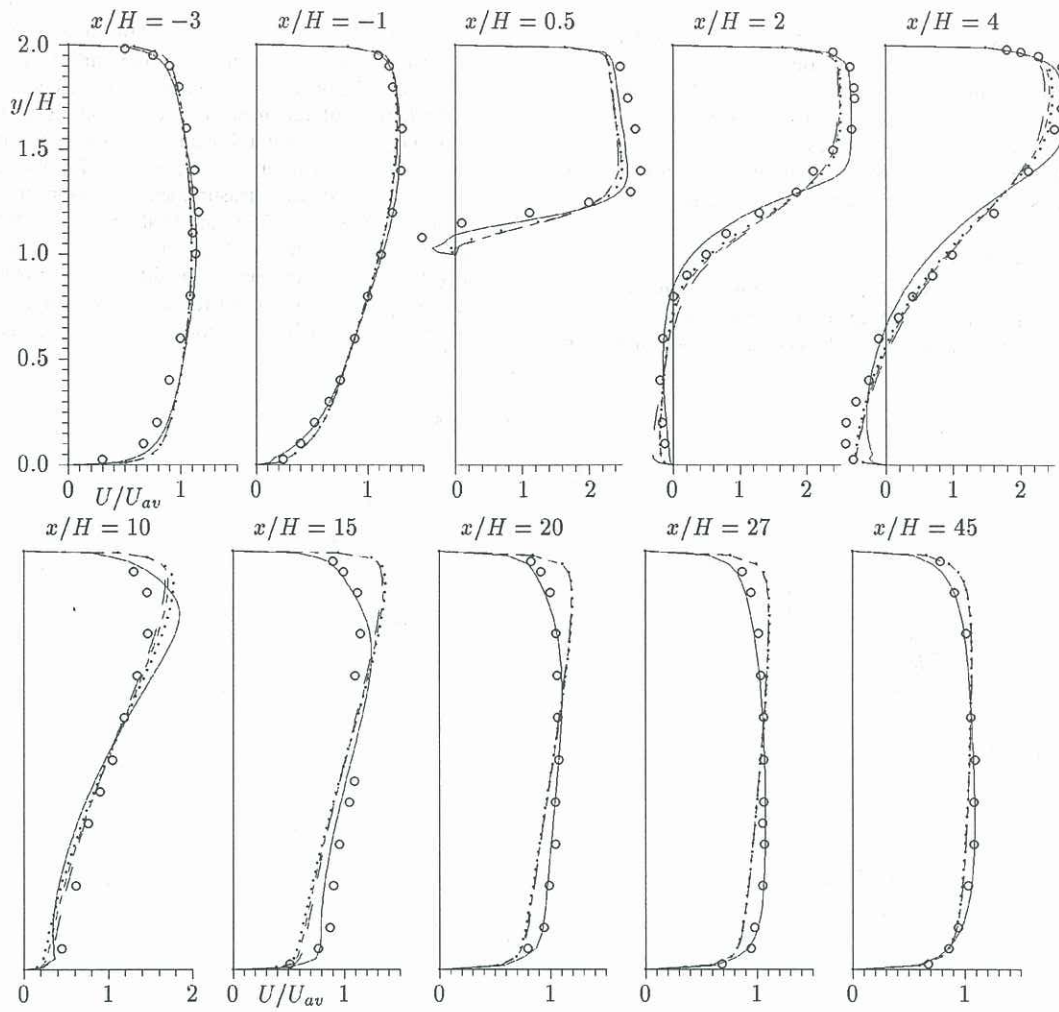 x/H = −3 x/H = −1 x/H = 0.5 x/H = 2 x/H = 4
2.0
y/H
1.5
1.0
0.5
0.0
0 1 0 1 0 1 2 0 1 2 0 1 2
U/U_av
x/H = 10 x/H = 15 x/H = 20 x/H = 27 x/H = 45
0 1 2 0 1 0 1 0 1 0 1
U/U_av